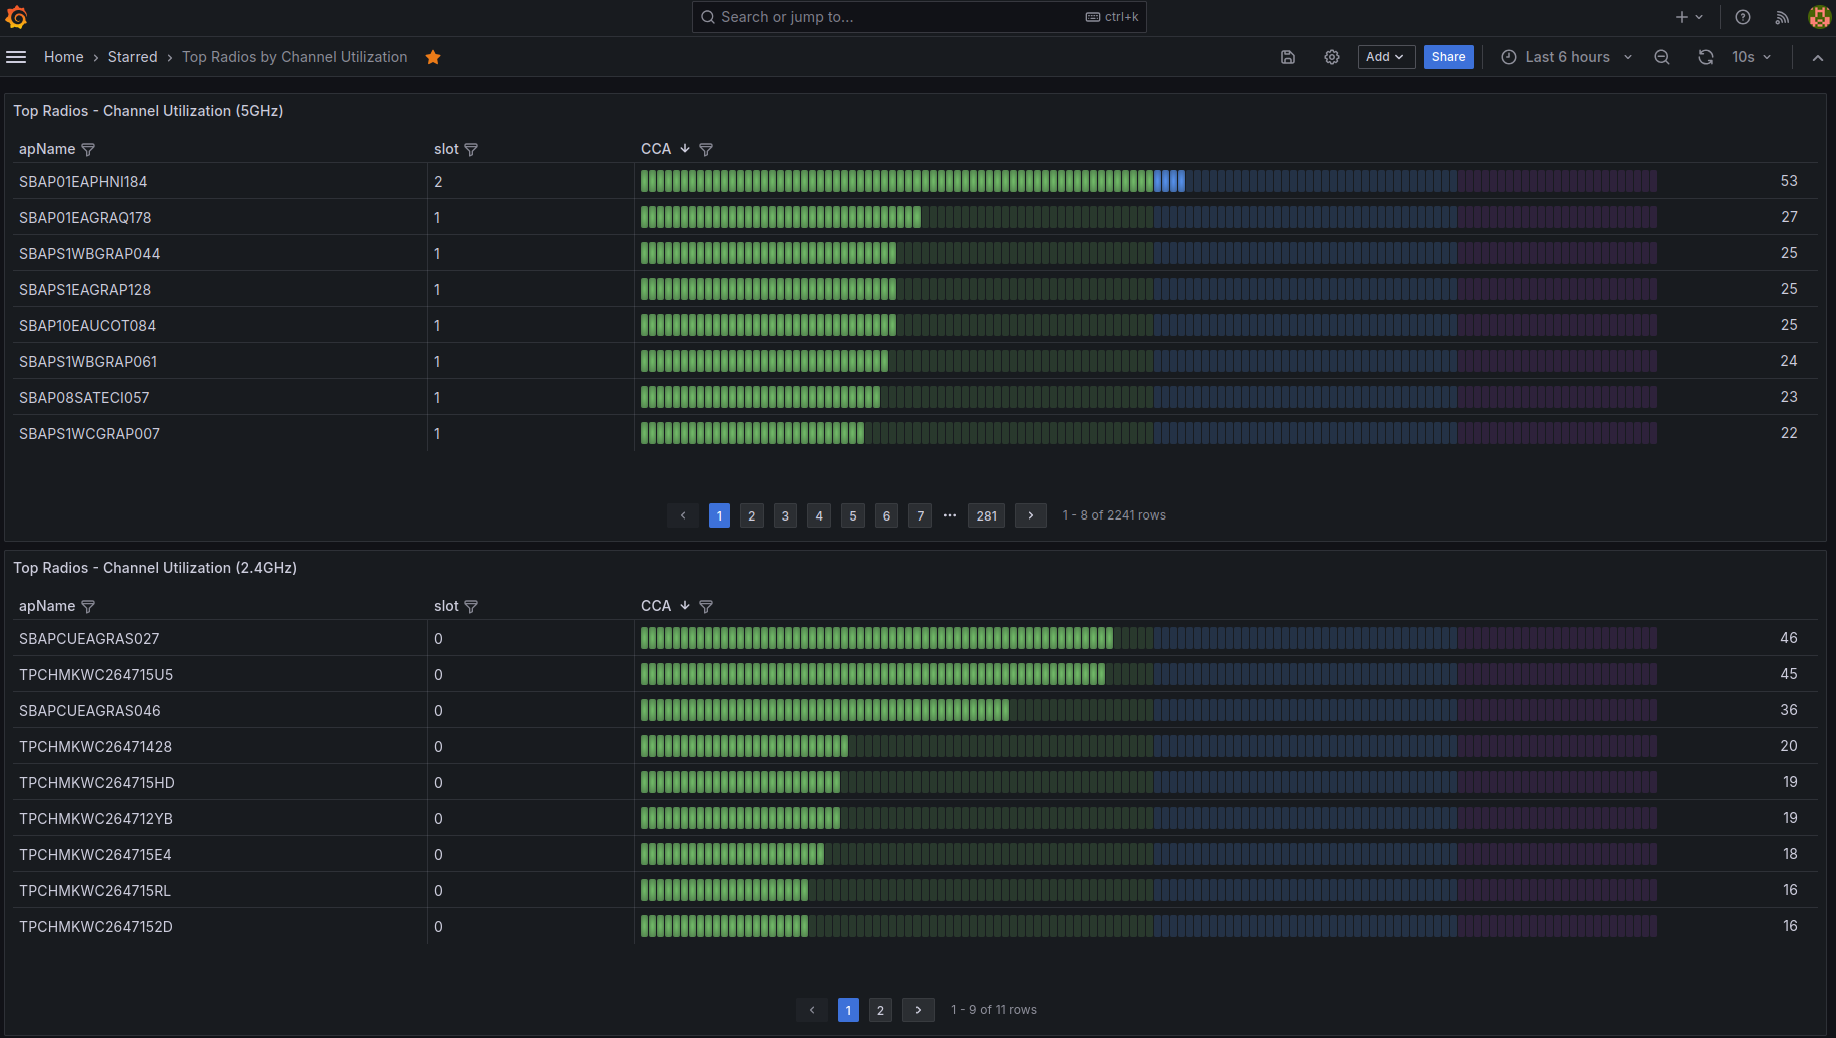 Search or jump to... ctrl+k
Home › Starred › Top Radios by Channel Utilization Add Share Last 6 hours 10s
Top Radios - Channel Utilization (5GHz)
apName slot CCA
SBAP01EAPHNI184 2 53
SBAP01EAGRAQ178 1 27
SBAPS1WBGRAP044 1 25
SBAPS1EAGRAP128 1 25
SBAP10EAUCOT084 1 25
SBAPS1WBGRAP061 1 24
SBAP08SATECI057 1 23
SBAPS1WCGRAP007 1 22
‹ 1 2 3 4 5 6 7 ••• 281 › 1 - 8 of 2241 rows
Top Radios - Channel Utilization (2.4GHz)
apName slot CCA
SBAPCUEAGRAS027 0 46
TPCHMKWC264715U5 0 45
SBAPCUEAGRAS046 0 36
TPCHMKWC26471428 0 20
TPCHMKWC264715HD 0 19
TPCHMKWC264712YB 0 19
TPCHMKWC264715E4 0 18
TPCHMKWC264715RL 0 16
TPCHMKWC2647152D 0 16
‹ 1 2 › 1 - 9 of 11 rows